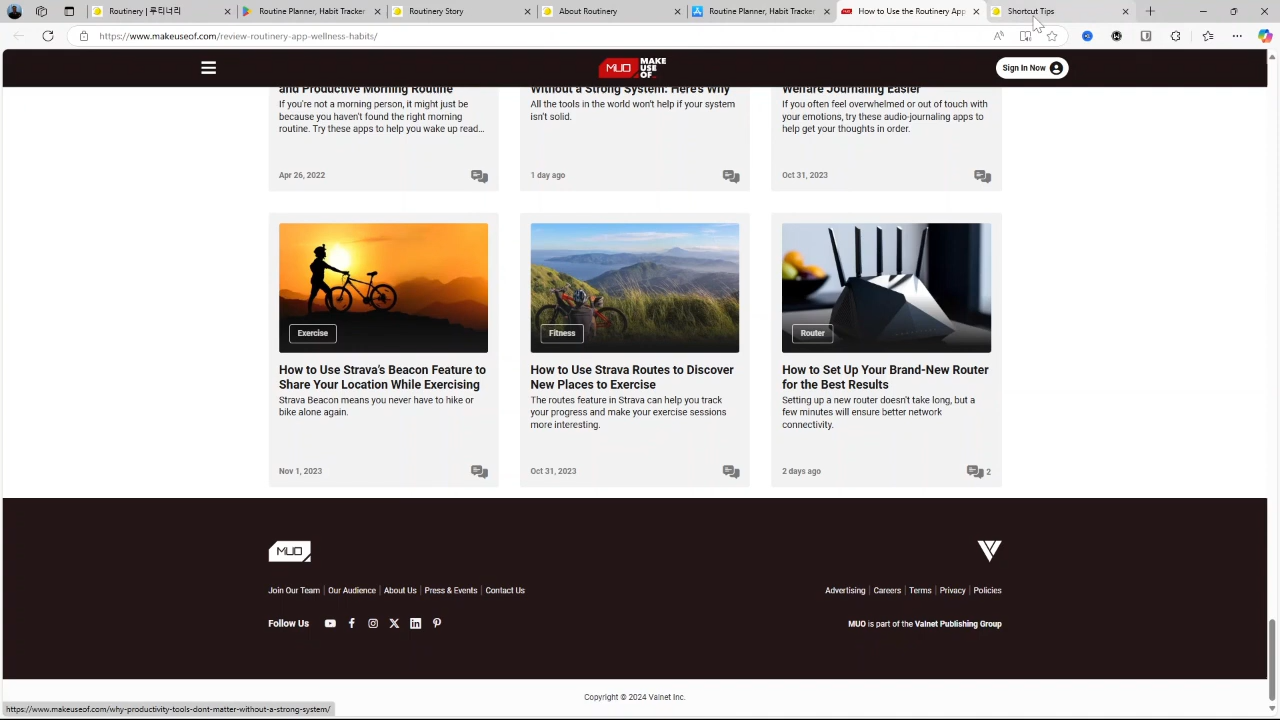 Routinery | 루티너리
Routine Planner, Habit Tracker
Routinery Story
About Routinery
Routine Planner, Habit Tracker
How to Use the Routinery App
Shortcut Tips
https://www.makeuseof.com/review-routinery-app-wellness-habits/
MUO MAKE USE OF
Sign In Now
and Productive Morning Routine
If you're not a morning person, it might just be
because you haven't found the right morning
routine. Try these apps to help you wake up read...
Apr 26, 2022
Without a Strong System: Here's Why
All the tools in the world won't help if your system
isn't solid.
1 day ago
Welfare Journaling Easier
If you often feel overwhelmed or out of touch with
your emotions, try these audio-journaling apps to
help get your thoughts in order.
Oct 31, 2023
Exercise
How to Use Strava's Beacon Feature to
Share Your Location While Exercising
Strava Beacon means you never have to hike or
bike alone again.
Nov 1, 2023
Fitness
How to Use Strava Routes to Discover
New Places to Exercise
The routes feature in Strava can help you track
your progress and make your exercise sessions
more interesting.
Oct 31, 2023
Router
How to Set Up Your Brand-New Router
for the Best Results
Setting up a new router doesn't take long, but a
few minutes will ensure better network
connectivity.
2 days ago
2
MUO
Join Our Team | Our Audience | About Us | Press & Events | Contact Us
Advertising | Careers | Terms | Privacy | Policies
Follow Us
MUO is part of the Valnet Publishing Group
Copyright © 2024 Valnet Inc.
https://www.makeuseof.com/why-productivity-tools-dont-matter-without-a-strong-system/